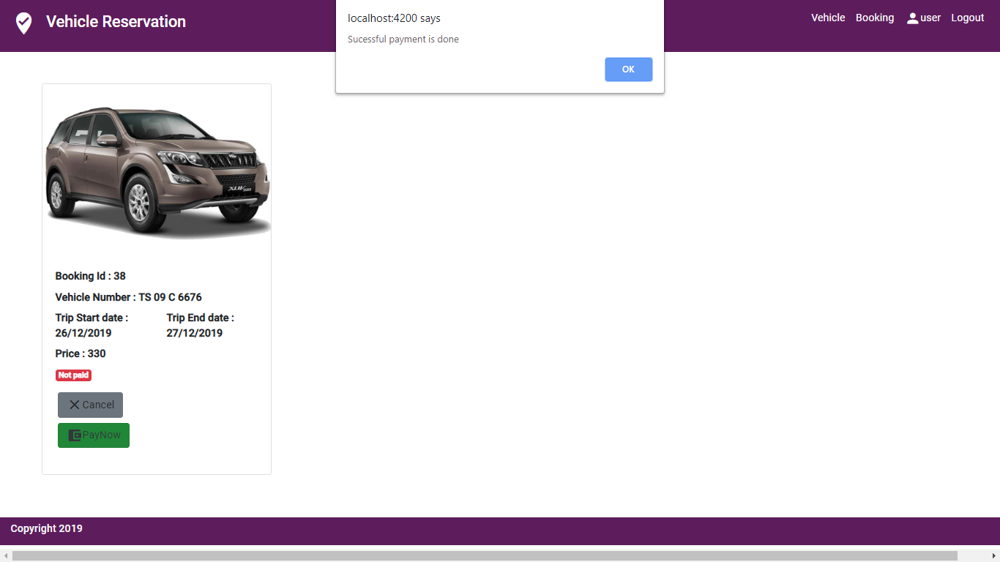 Vehicle Reservation
localhost:4200 says
Sucessful payment is done
OK
Vehicle Booking user Logout
Booking Id : 38
Vehicle Number : TS 09 C 6676
Trip Start date : 26/12/2019
Trip End date : 27/12/2019
Price : 330
Not paid
Cancel
PayNow
Copyright 2019